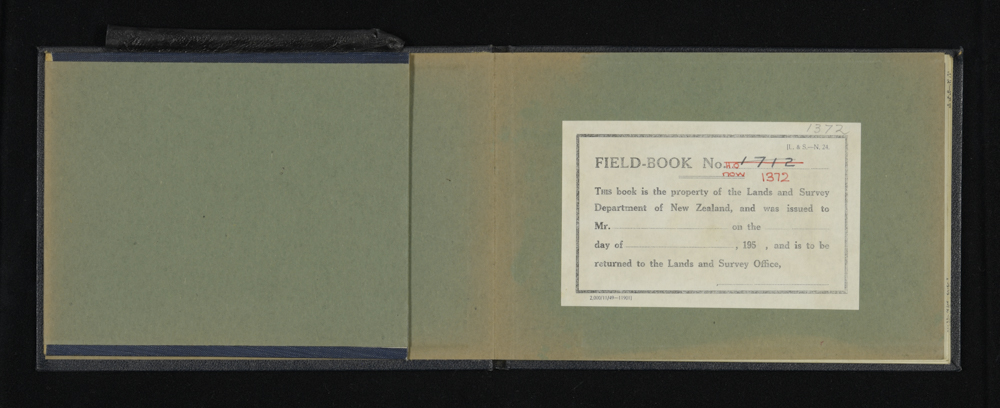 1372
(L. & S.—N. 24
FIELD-BOOK No. 1712
now 1372
THIS book is the property of the Lands and Survey
Department of New Zealand, and was issued to
Mr. on the
day of , 195 , and is to be
returned to the Lands and Survey Office,